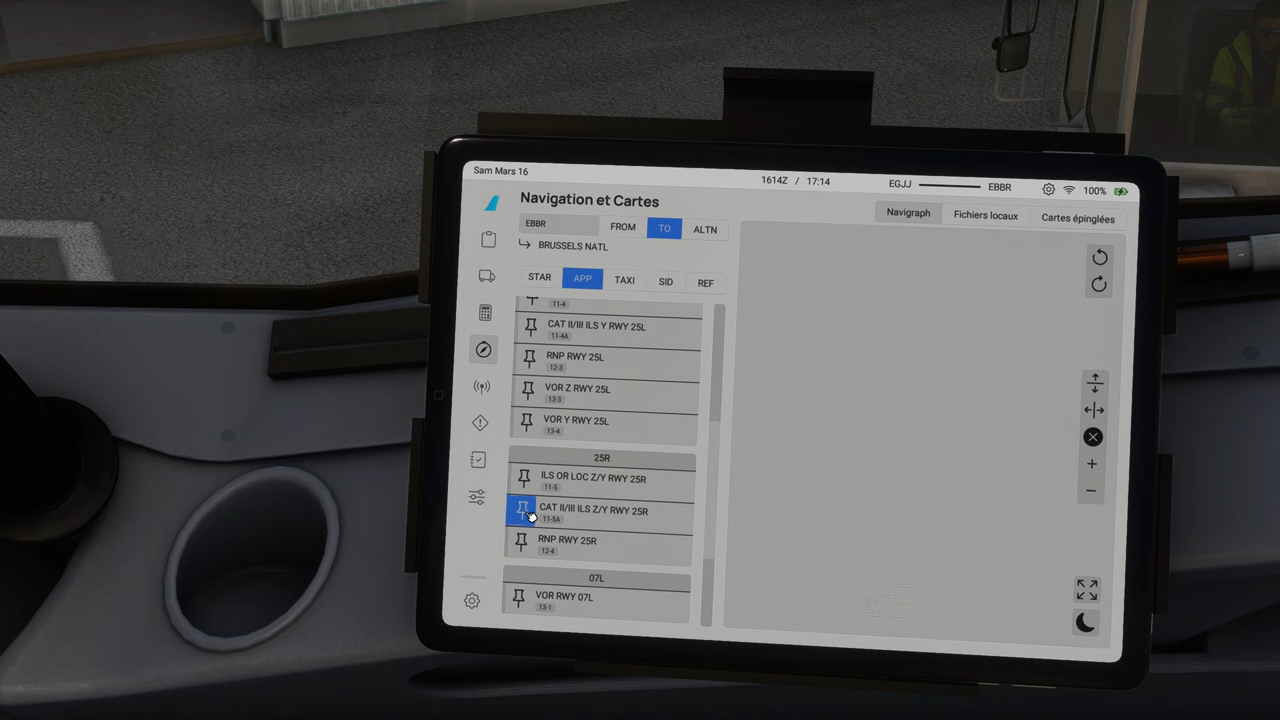 Sam Mars 16
1614Z / 17:14
EGJJ
EBBR
100%
Navigation et Cartes
Navigraph
Fichiers locaux
Cartes épinglées
EBBR
FROM
TO
ALTN
BRUSSELS NATL
STAR
APP
TAXI
SID
REF
11-4
CAT II/III ILS Y RWY 25L
11-4A
RNP RWY 25L
12-3
VOR Z RWY 25L
13-3
VOR Y RWY 25L
13-4
25R
ILS OR LOC Z/Y RWY 25R
11-5
CAT II/III ILS Z/Y RWY 25R
11-5A
RNP RWY 25R
12-4
07L
VOR RWY 07L
13-1